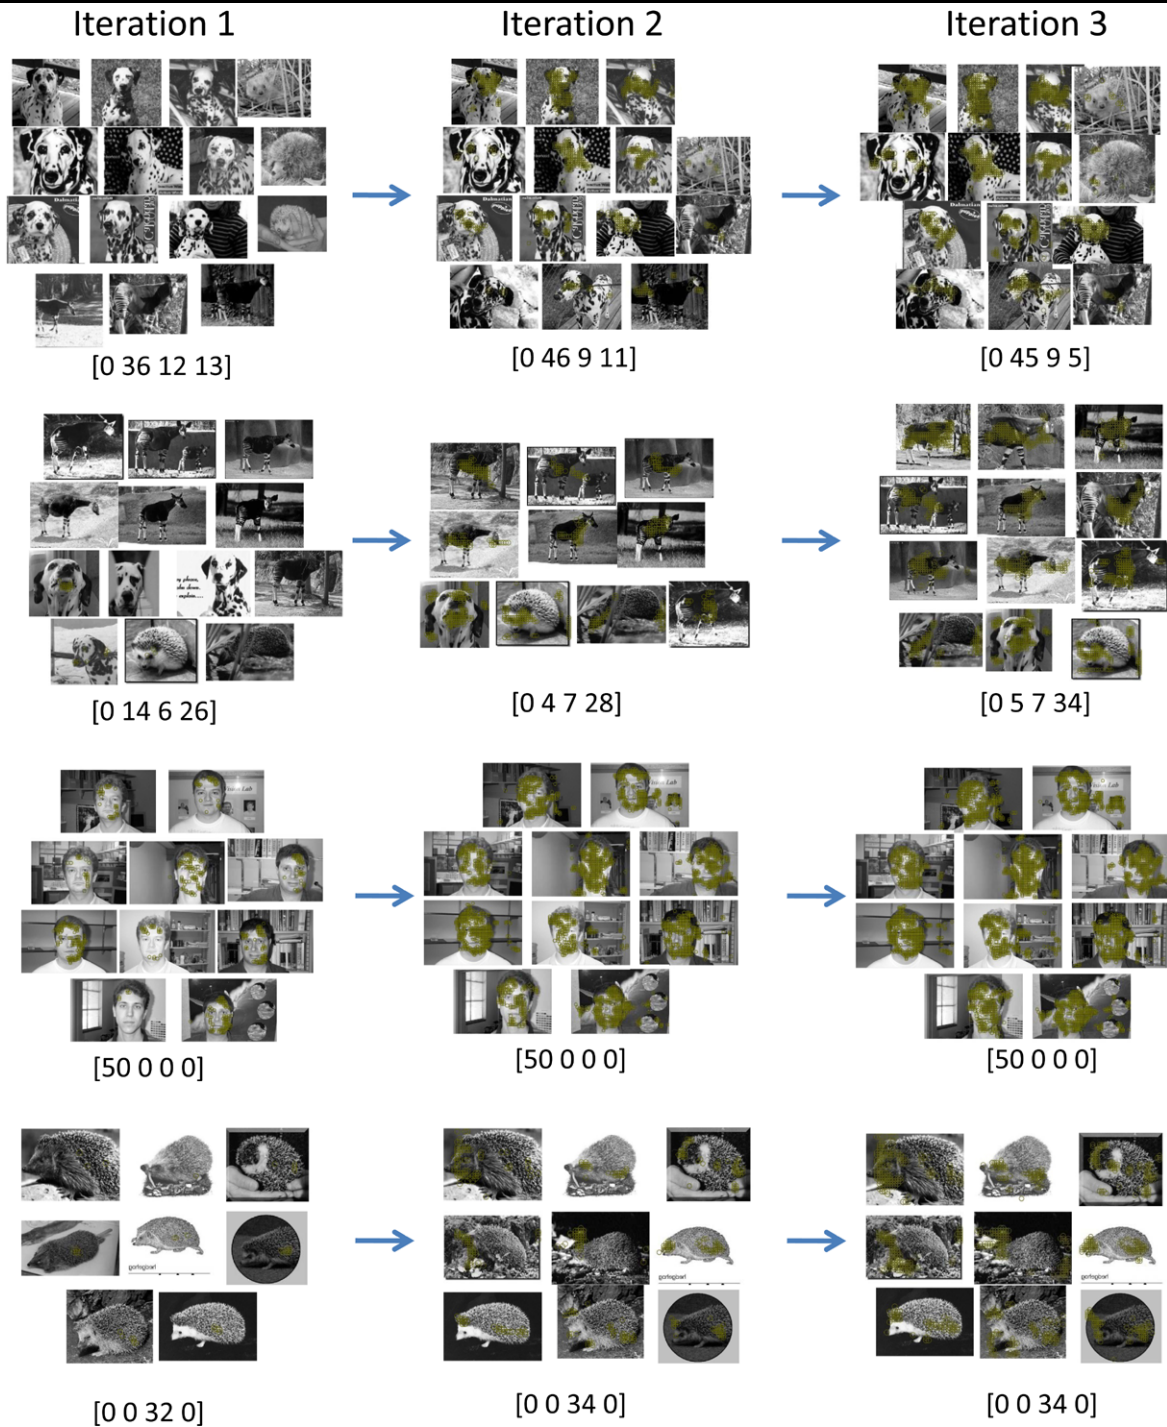 Iteration 1
Iteration 2
Iteration 3
[0 36 12 13]
[0 46 9 11]
[0 45 9 5]
[0 14 6 26]
[0 4 7 28]
[0 5 7 34]
[50 0 0 0]
[50 0 0 0]
[50 0 0 0]
[0 0 32 0]
[0 0 34 0]
[0 0 34 0]